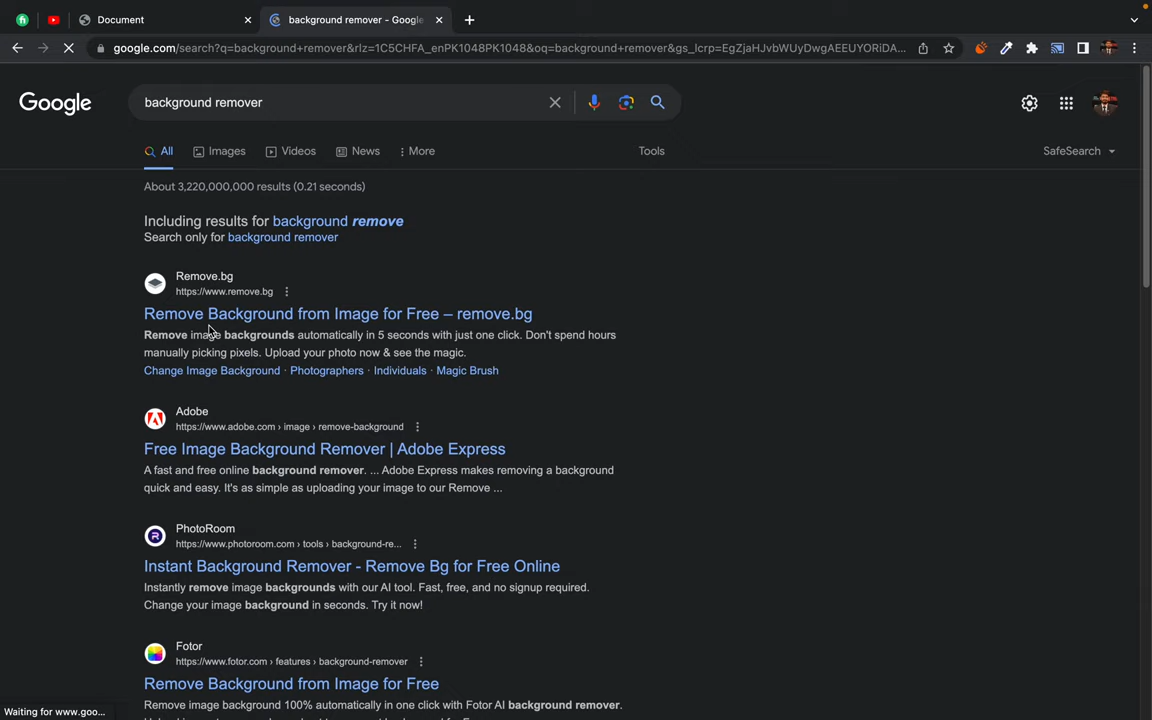 Document
background remover - Google
google.com/search?q=background+remover&rlz=1C5CHFA_enPK1048PK1048&oq=background+remover&gs_lcrp=EgZjaHJvbWUyDwgAEEUYORiDA...
Google
background remover
All
Images
Videos
News
More
Tools
SafeSearch
About 3,220,000,000 results (0.21 seconds)
Including results for background remove
Search only for background remover
Remove.bg
https://www.remove.bg
Remove Background from Image for Free – remove.bg
Remove image backgrounds automatically in 5 seconds with just one click. Don't spend hours
manually picking pixels. Upload your photo now & see the magic.
Change Image Background · Photographers · Individuals · Magic Brush
Adobe
https://www.adobe.com › image › remove-background
Free Image Background Remover | Adobe Express
A fast and free online background remover. ... Adobe Express makes removing a background
quick and easy. It's as simple as uploading your image to our Remove ...
PhotoRoom
https://www.photoroom.com › tools › background-re...
Instant Background Remover - Remove Bg for Free Online
Instantly remove image backgrounds with our AI tool. Fast, free, and no signup required.
Change your image background in seconds. Try it now!
Fotor
https://www.fotor.com › features › background-remover
Remove Background from Image for Free
Remove image background 100% automatically in one click with Fotor AI background remover.
Waiting for www.goo...